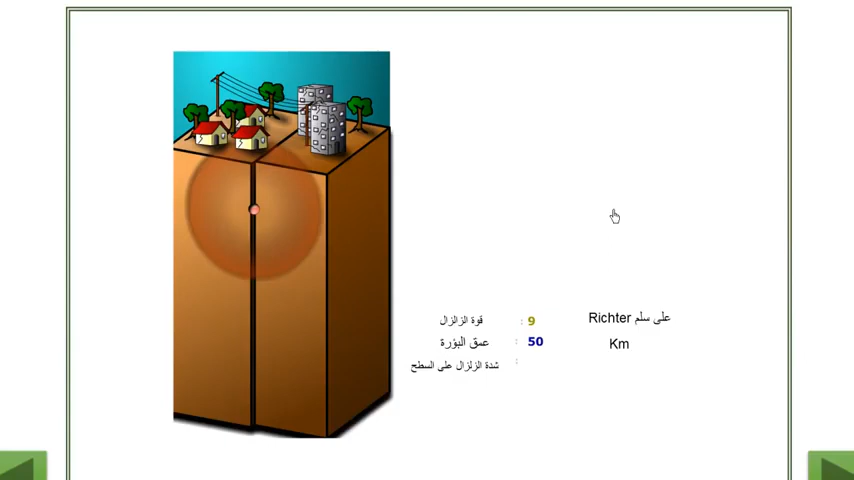 قوة الزلزال : 9 على سلم Richter
عمق البؤرة : 50 Km
شدة الزلزال على السطح :